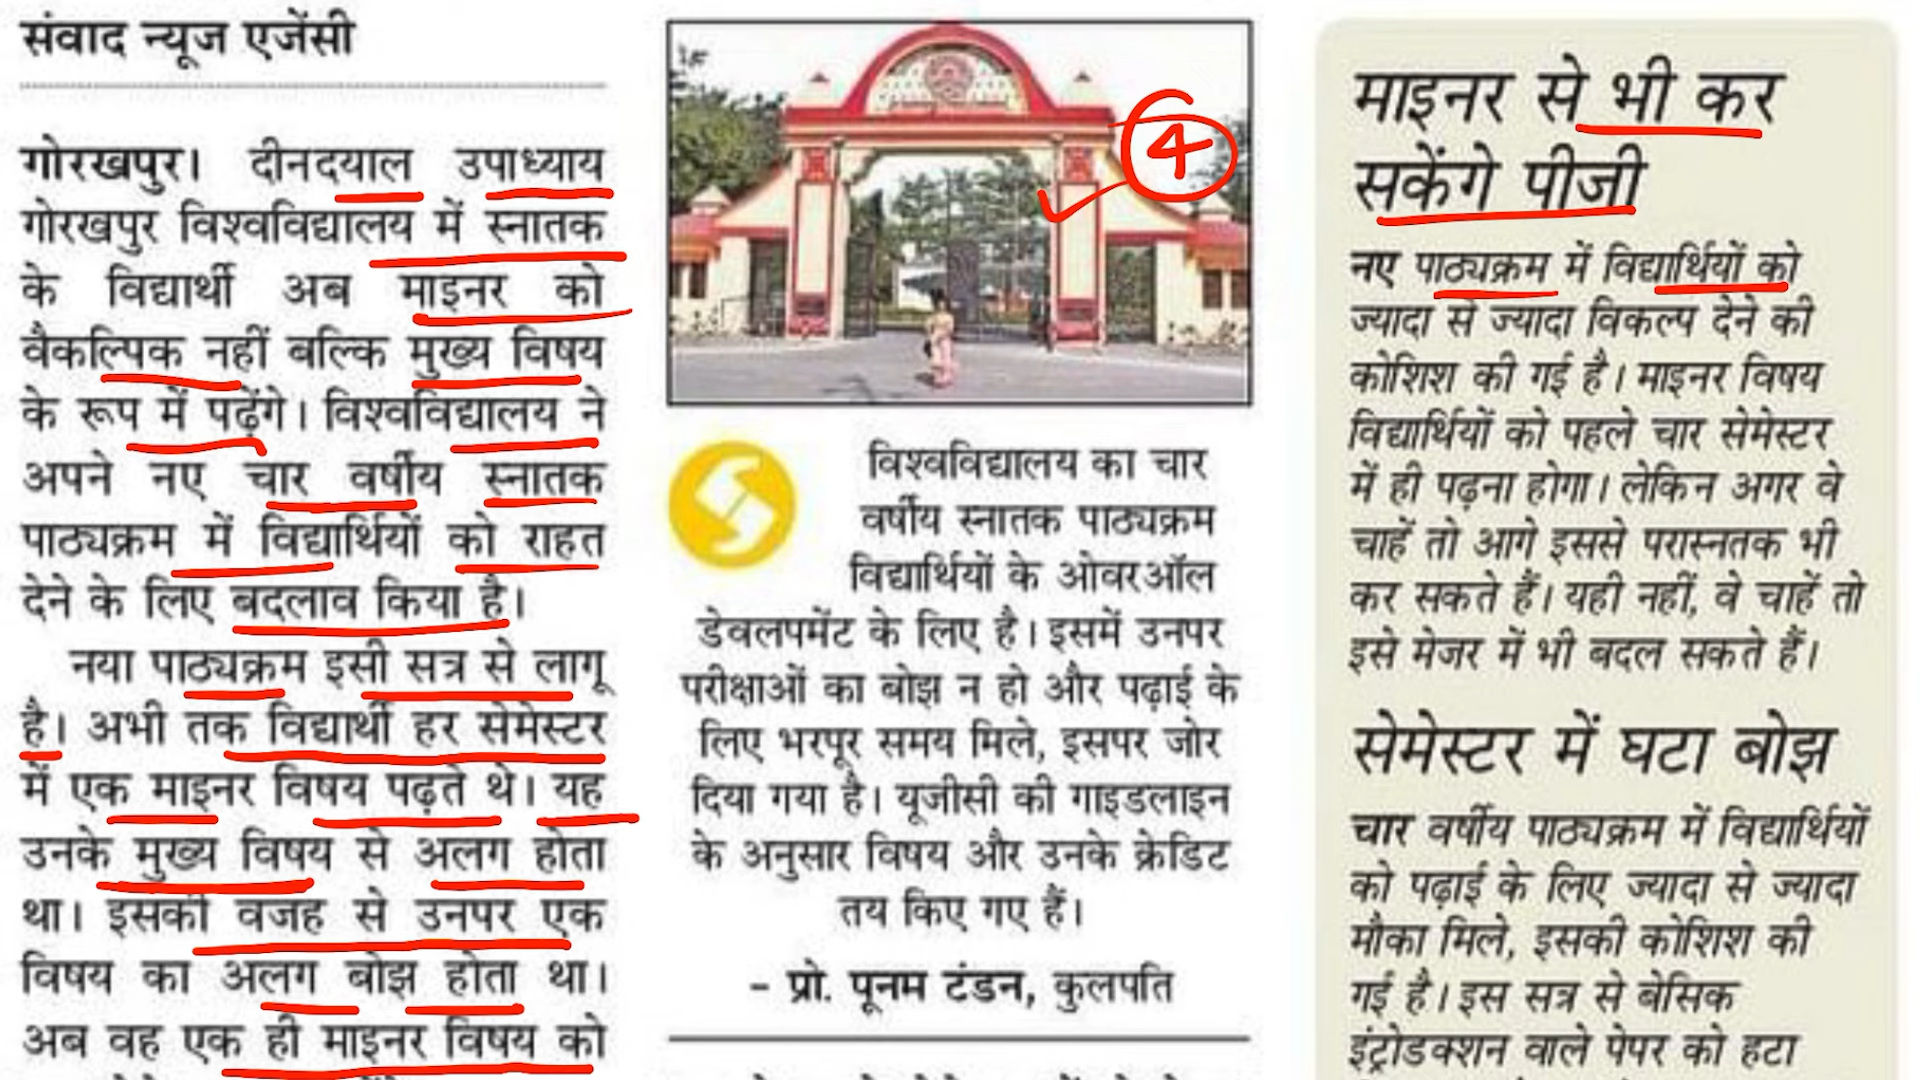 संवाद न्यूज एजेंसी
गोरखपुर। दीनदयाल उपाध्याय
गोरखपुर विश्वविद्यालय में स्नातक
के विद्यार्थी अब माइनर को
वैकल्पिक नहीं बल्कि मुख्य विषय
के रूप में पढ़ेंगे। विश्वविद्यालय ने
अपने नए चार वर्षीय स्नातक
पाठ्यक्रम में विद्यार्थियों को राहत
देने के लिए बदलाव किया है।
नया पाठ्यक्रम इसी सत्र से लागू
है। अभी तक विद्यार्थी हर सेमेस्टर
में एक माइनर विषय पढ़ते थे। यह
उनके मुख्य विषय से अलग होता
था। इसकी वजह से उनपर एक
विषय का अलग बोझ होता था।
अब वह एक ही माइनर विषय को
4
विश्वविद्यालय का चार
वर्षीय स्नातक पाठ्यक्रम
विद्यार्थियों के ओवरऑल
डेवलपमेंट के लिए है। इसमें उनपर
परीक्षाओं का बोझ न हो और पढ़ाई के
लिए भरपूर समय मिले, इसपर जोर
दिया गया है। यूजीसी की गाइडलाइन
के अनुसार विषय और उनके क्रेडिट
तय किए गए हैं।
– प्रो. पूनम टंडन, कुलपति
माइनर से भी कर
सकेंगे पीजी
नए पाठ्यक्रम में विद्यार्थियों को
ज्यादा से ज्यादा विकल्प देने की
कोशिश की गई है। माइनर विषय
विद्यार्थियों को पहले चार सेमेस्टर
में ही पढ़ना होगा। लेकिन अगर वे
चाहें तो आगे इससे परास्नतक भी
कर सकते हैं। यही नहीं, वे चाहें तो
इसे मेजर में भी बदल सकते हैं।
सेमेस्टर में घटा बोझ
चार वर्षीय पाठ्यक्रम में विद्यार्थियों
को पढ़ाई के लिए ज्यादा से ज्यादा
मौका मिले, इसकी कोशिश की
गई है। इस सत्र से बेसिक
इंट्रोडक्शन वाले पेपर को हटा